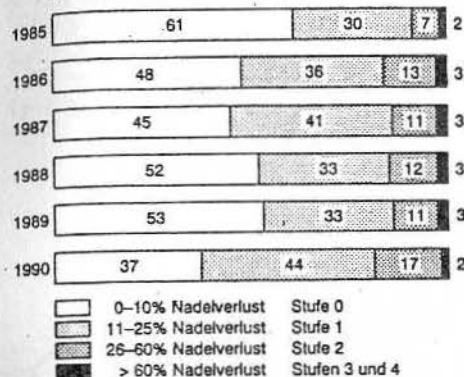 1985 61 30 7 2
1986 48 36 13 3
1987 45 41 11 3
1988 52 33 12 3
1989 53 33 11 3
1990 37 44 17 2
0–10% Nadelverlust Stufe 0
11–25% Nadelverlust Stufe 1
26–60% Nadelverlust Stufe 2
> 60% Nadelverlust Stufen 3 und 4